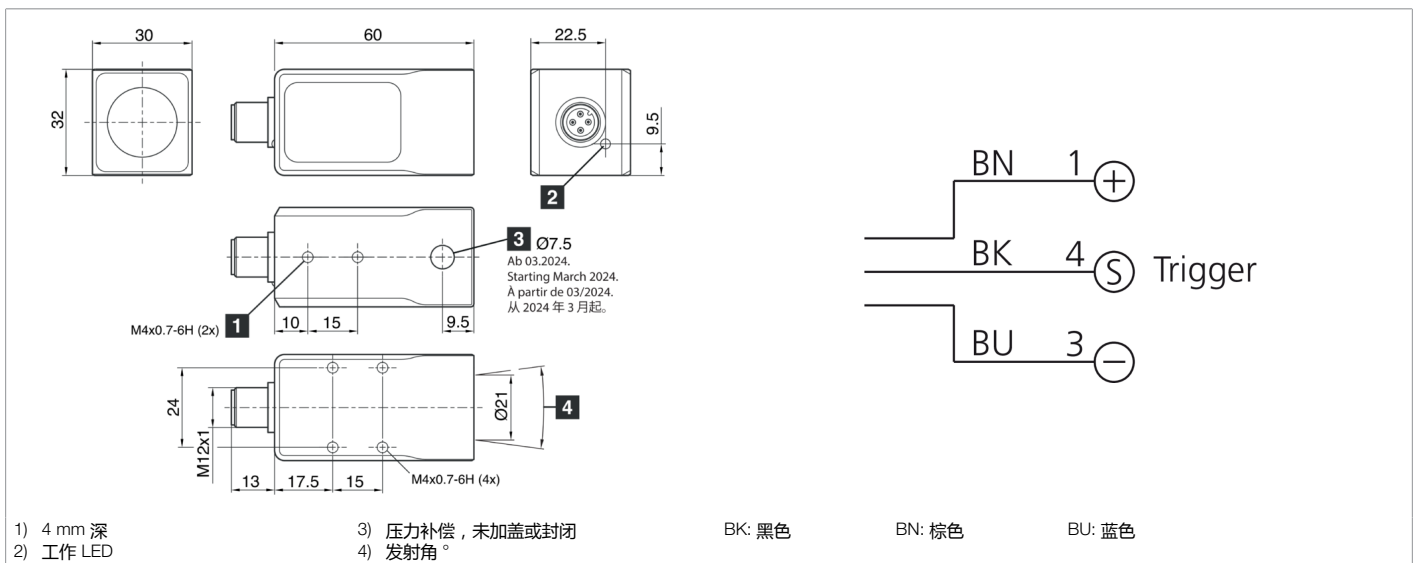 30
60
22.5
32
9.5
2
3 Ø7.5
Ab 03.2024.
Starting March 2024.
À partir de 03/2024.
从 2024 年 3 月起。
M4x0.7-6H (2x) 1
10
15
9.5
24
M12x1
Ø21
4
13
17.5
15
M4x0.7-6H (4x)
BN 1 +
BK 4 S Trigger
BU 3 −
1) 4 mm 深
2) 工作 LED
3) 压力补偿，未加盖或封闭
4) 发射角 °
BK: 黑色
BN: 棕色
BU: 蓝色